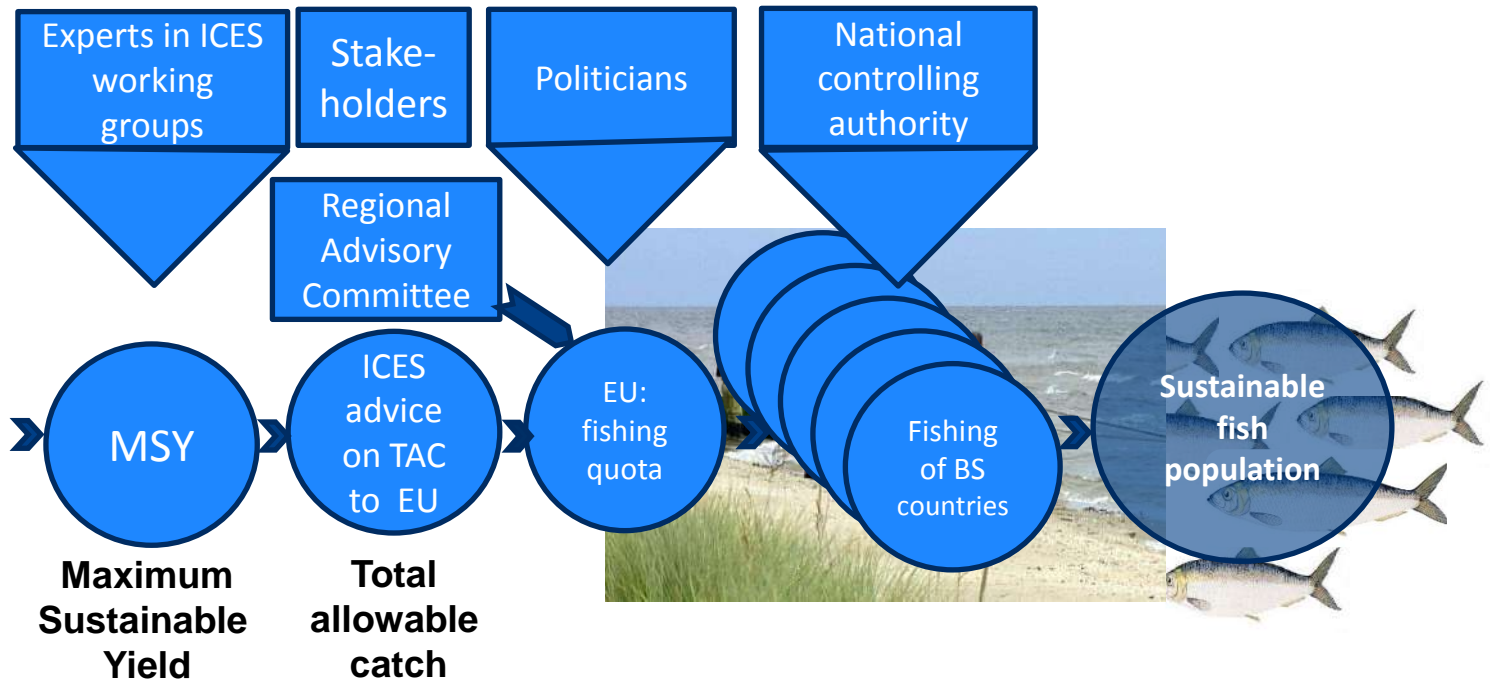 Experts in ICES
working
groups
Stake-
holders
Politicians
National
controlling
authority
Regional
Advisory
Committee
MSY
ICES
advice
on TAC
to EU
EU:
fishing
quota
Fishing
of BS
countries
Sustainable
fish
population
Maximum
Sustainable
Yield
Total
allowable
catch